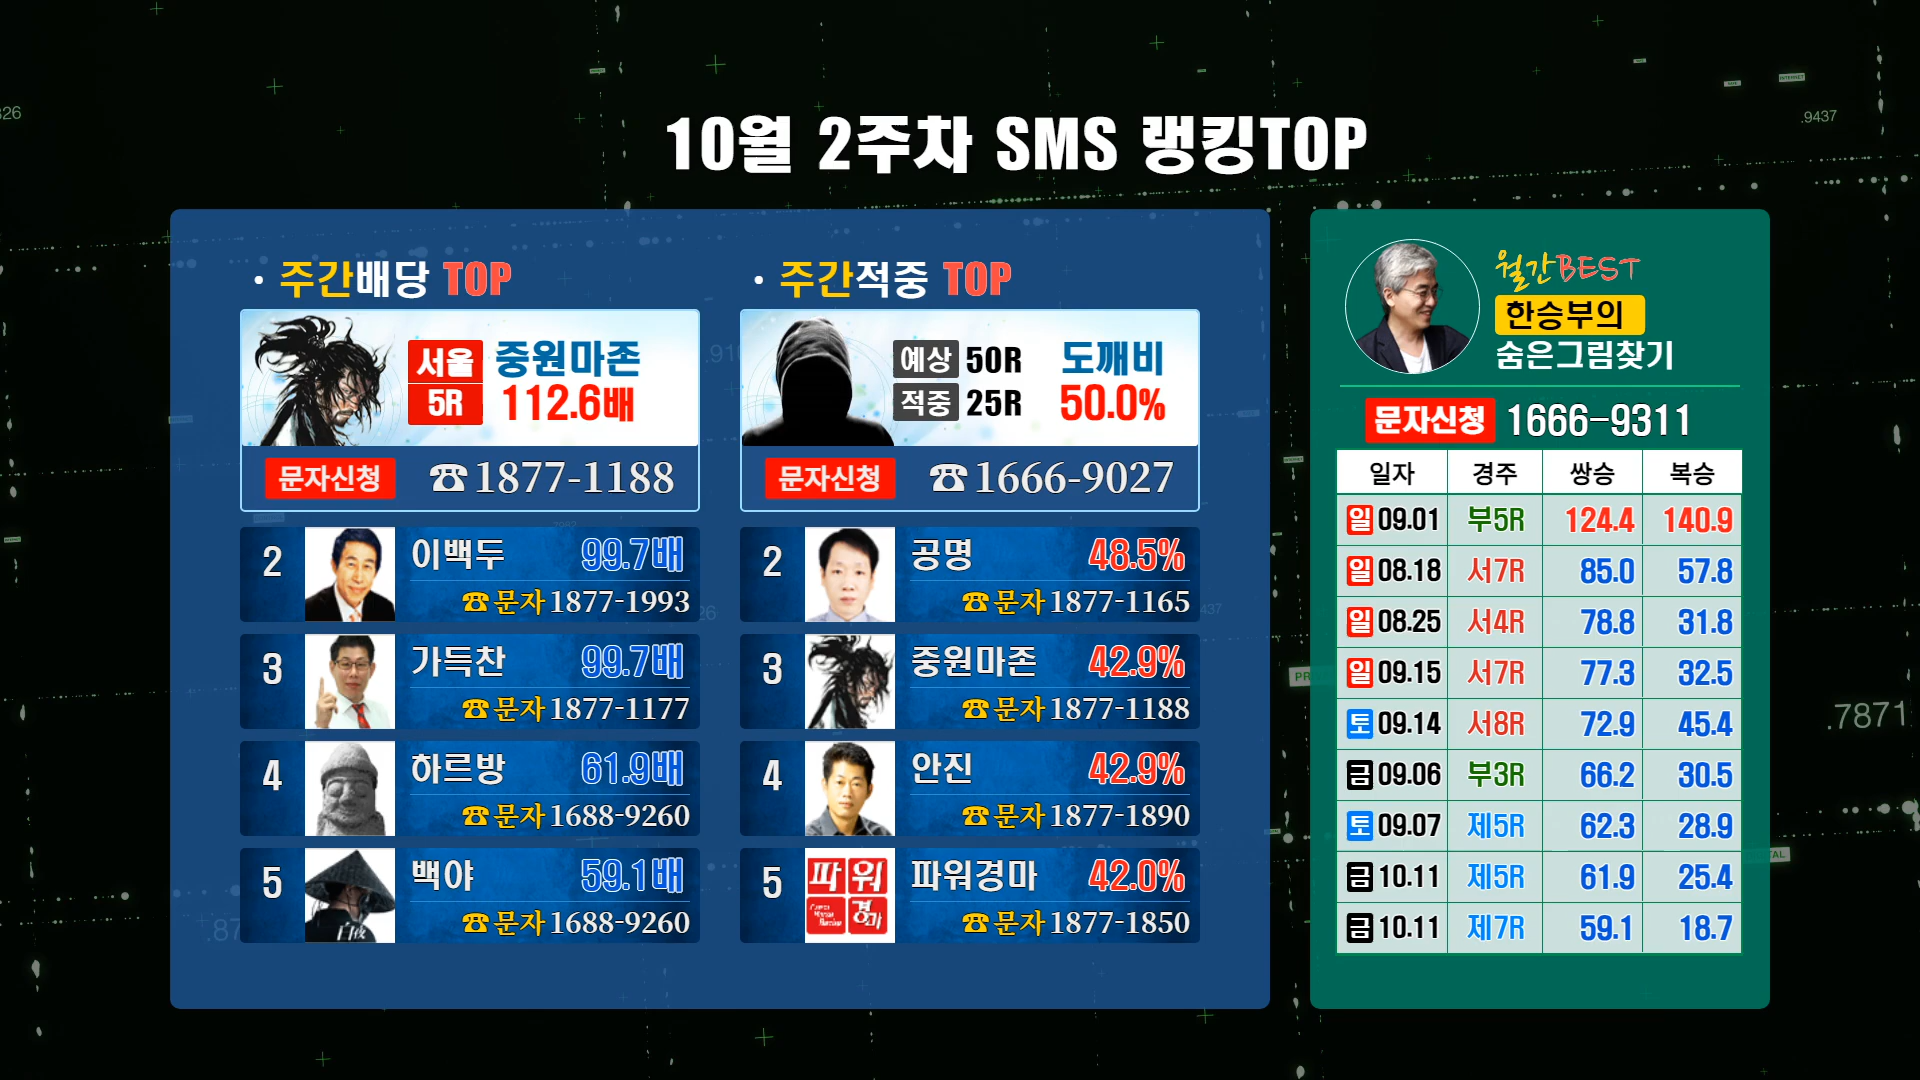 10월 2주차 SMS 랭킹TOP
· 주간배당 TOP
서울 중원마존
5R 112.6배
문자신청 ☎1877-1188
2 이백두 99.7배
☎문자1877-1993
3 가득찬 99.7배
☎문자1877-1177
4 하르방 61.9배
☎문자1688-9260
5 백야 59.1배
☎문자1688-9260
白夜
· 주간적중 TOP
예상 50R 도깨비
적중 25R 50.0%
문자신청 ☎1666-9027
2 공명 48.5%
☎문자1877-1165
3 중원마존 42.9%
☎문자1877-1188
4 안진 42.9%
☎문자1877-1890
5 파워경마 42.0%
☎문자1877-1850
파워
경마
월간BEST
한승부의
숨은그림찾기
문자신청 1666-9311
일자 경주 쌍승 복승
일 09.01 부5R 124.4 140.9
일 08.18 서7R 85.0 57.8
일 08.25 서4R 78.8 31.8
일 09.15 서7R 77.3 32.5
토 09.14 서8R 72.9 45.4
금 09.06 부3R 66.2 30.5
토 09.07 제5R 62.3 28.9
금 10.11 제5R 61.9 25.4
금 10.11 제7R 59.1 18.7
.9437
.7871